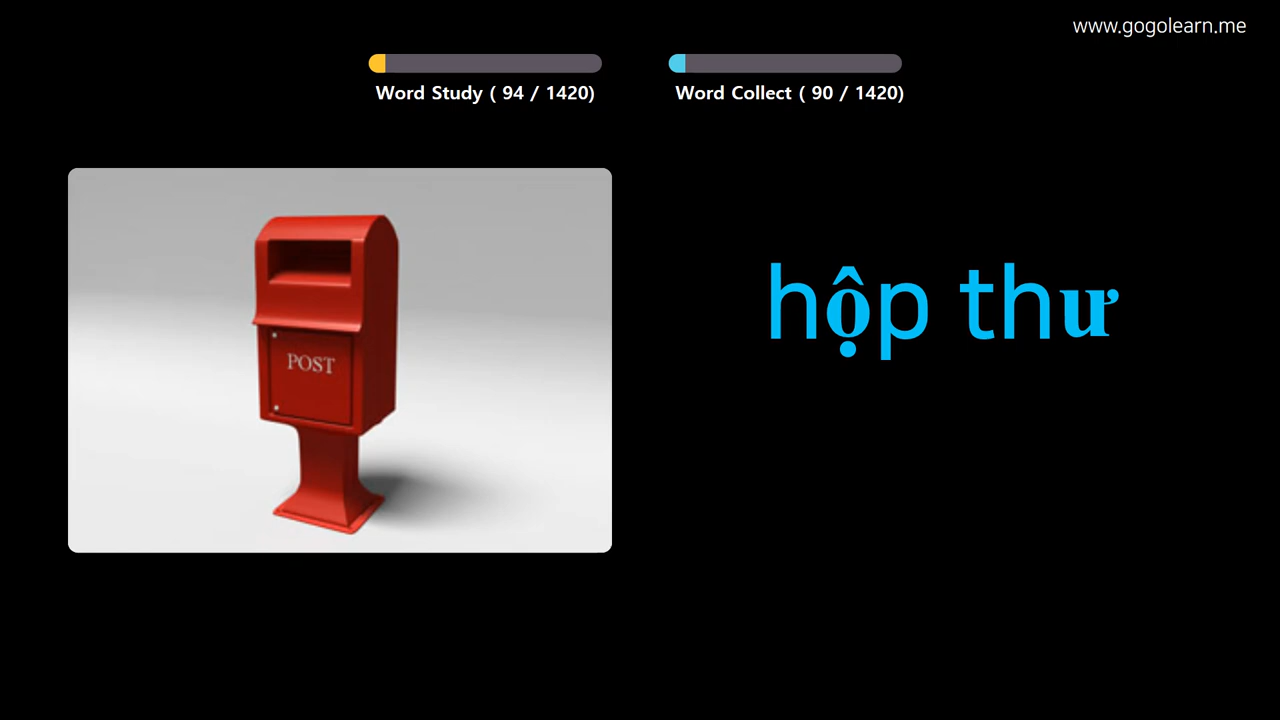 www.gogolearn.me
Word Study ( 94 / 1420)
Word Collect ( 90 / 1420)
POST
hộp thư